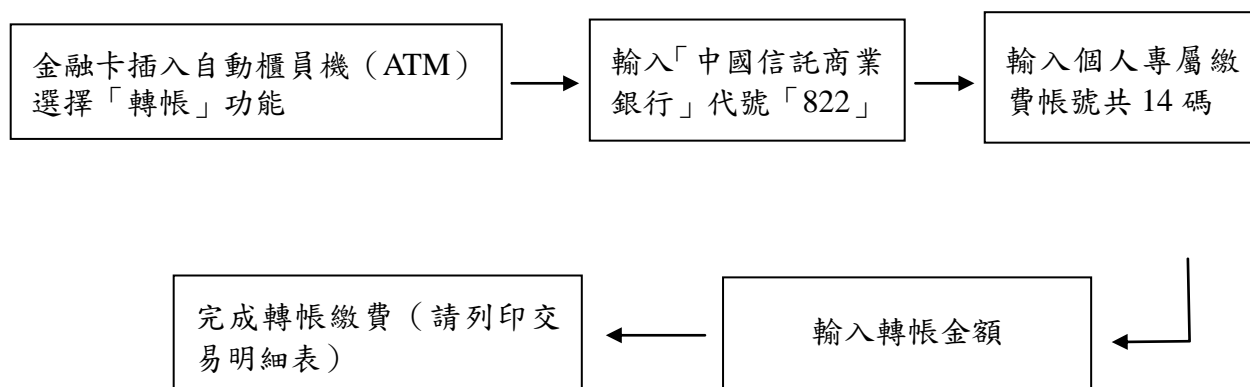 金融卡插入自動櫃員機（ATM）
選擇「轉帳」功能
輸入「中國信託商業
銀行」代號「822」
輸入個人專屬繳
費帳號共 14 碼
輸入轉帳金額
完成轉帳繳費（請列印交
易明細表）